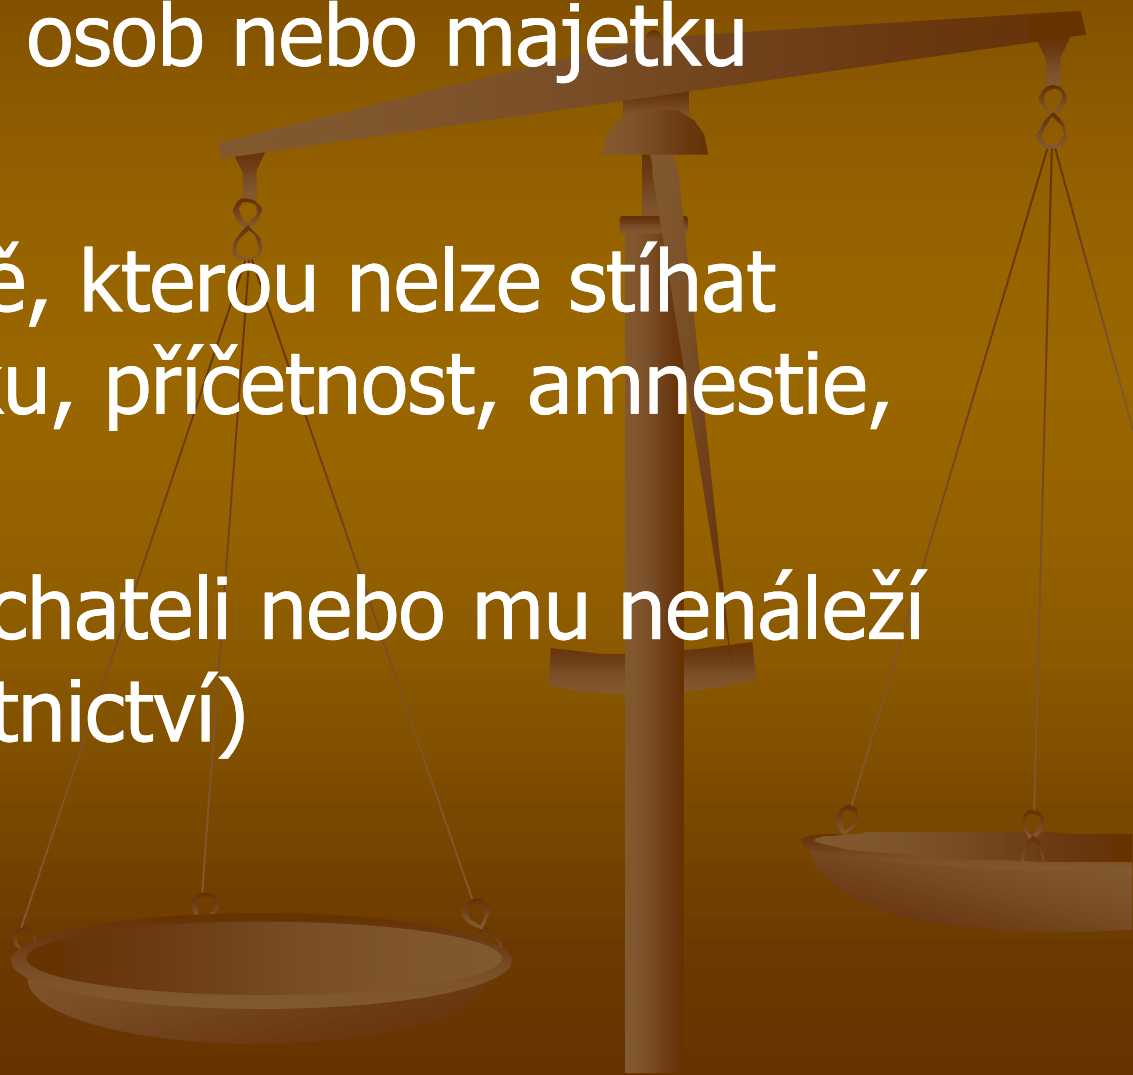 osob nebo majetku
ě, kterou nelze stíhat
ku, příčetnost, amnestie,
chateli nebo mu nenáleží
tnictví)